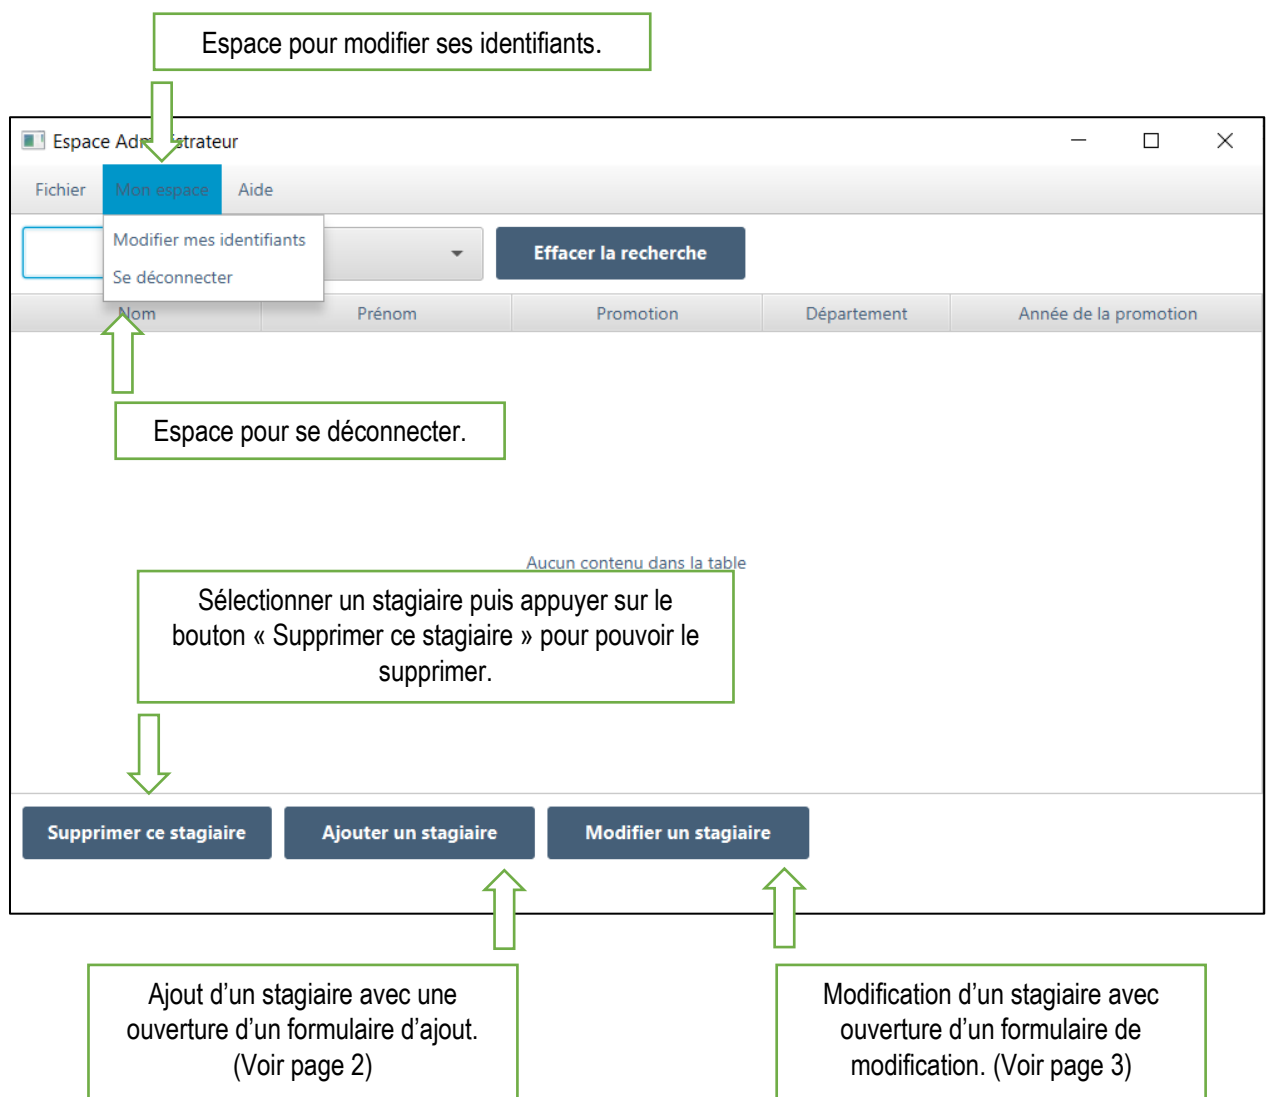 Espace pour modifier ses identifiants.
Espace Administrateur
Fichier Mon espace Aide
Modifier mes identifiants
Se déconnecter
Effacer la recherche
Nom Prénom Promotion Département Année de la promotion
Espace pour se déconnecter.
Aucun contenu dans la table
Sélectionner un stagiaire puis appuyer sur le
bouton « Supprimer ce stagiaire » pour pouvoir le
supprimer.
Supprimer ce stagiaire Ajouter un stagiaire Modifier un stagiaire
Ajout d’un stagiaire avec une
ouverture d’un formulaire d’ajout.
(Voir page 2)
Modification d’un stagiaire avec
ouverture d’un formulaire de
modification. (Voir page 3)